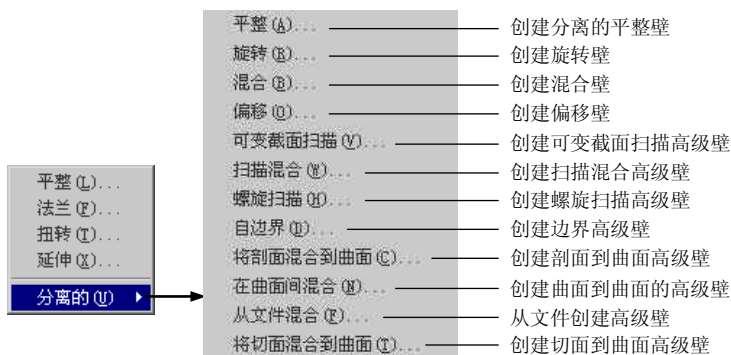 平整(A)... 创建分离的平整壁
旋转(R)... 创建旋转壁
混合(B)... 创建混合壁
偏移(O)... 创建偏移壁
可变截面扫描(V)... 创建可变截面扫描高级壁
扫描混合(W)... 创建扫描混合高级壁
螺旋扫描(H)... 创建螺旋扫描高级壁
自边界(D)... 创建边界高级壁
将剖面混合到曲面(C)... 创建剖面到曲面高级壁
在曲面间混合(N)... 创建曲面到曲面的高级壁
从文件混合(F)... 从文件创建高级壁
将切面混合到曲面(T)... 创建切面到曲面高级壁
平整(L)...
法兰(F)...
扭转(T)...
延伸(X)...
分离的(U)